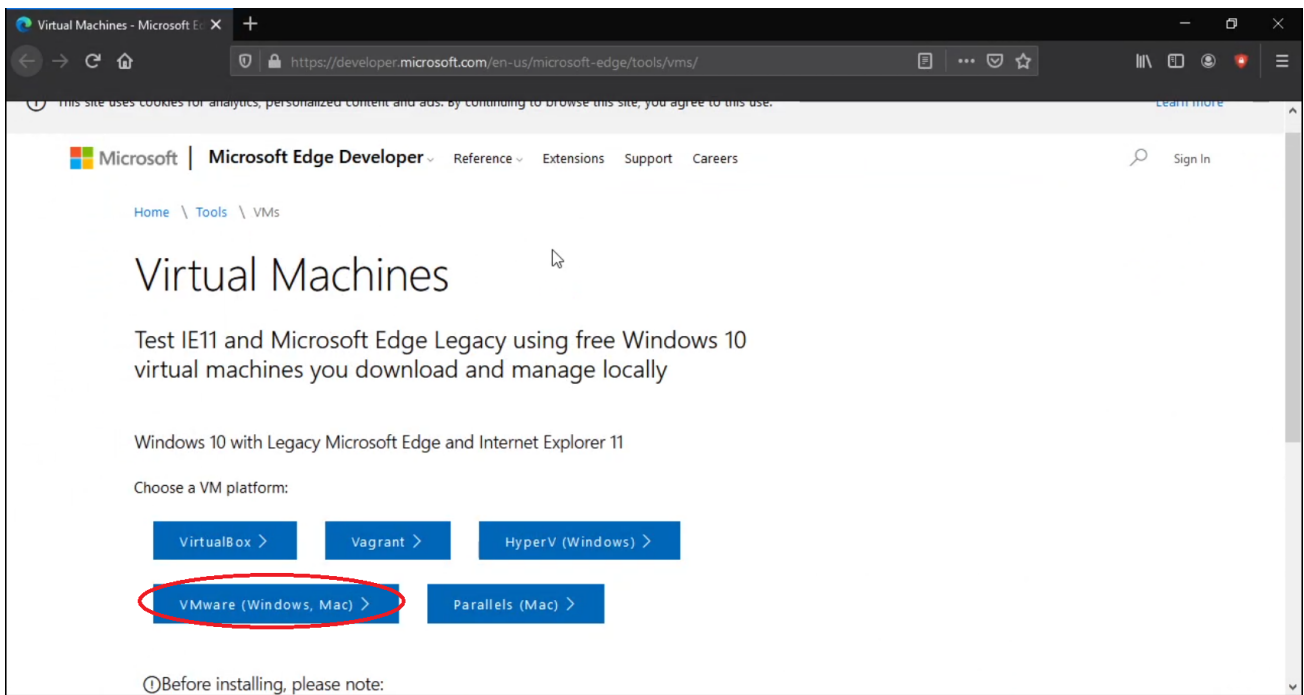 Virtual Machines - Microsoft Ed
https://developer.microsoft.com/en-us/microsoft-edge/tools/vms/
This site uses cookies for analytics, personalized content and ads. By continuing to browse this site, you agree to this use.
Learn more
Microsoft | Microsoft Edge Developer Reference Extensions Support Careers Sign In
Home \ Tools \ VMs
Virtual Machines
Test IE11 and Microsoft Edge Legacy using free Windows 10
virtual machines you download and manage locally
Windows 10 with Legacy Microsoft Edge and Internet Explorer 11
Choose a VM platform:
VirtualBox > Vagrant > HyperV (Windows) >
VMware (Windows, Mac) > Parallels (Mac) >
Before installing, please note: